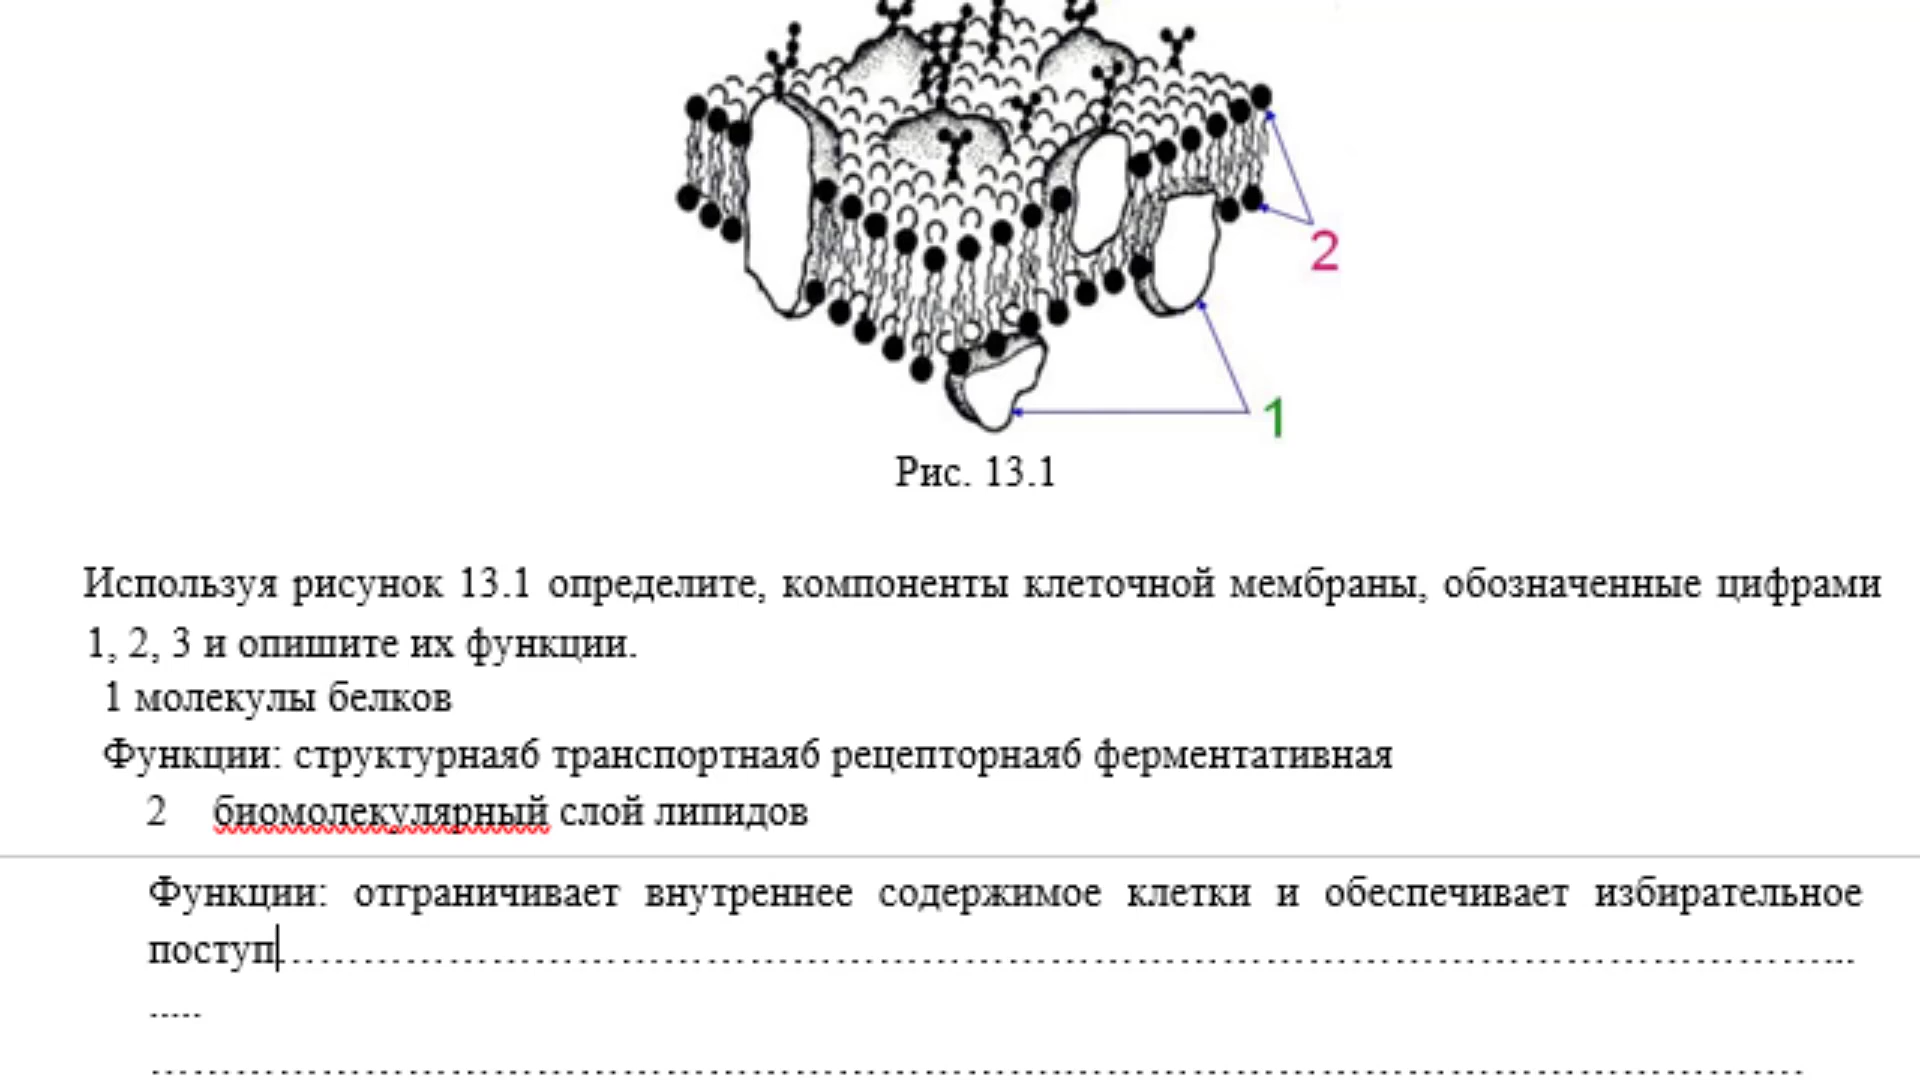 2
1
Рис. 13.1
Используя рисунок 13.1 определите, компоненты клеточной мембраны, обозначенные цифрами
1, 2, 3 и опишите их функции.
1 молекулы белков
Функции: структурнаяб транспортнаяб рецепторнаяб ферментативная
2 биомолекулярный слой липидов
Функции: отграничивает внутреннее содержимое клетки и обеспечивает избирательное
поступ